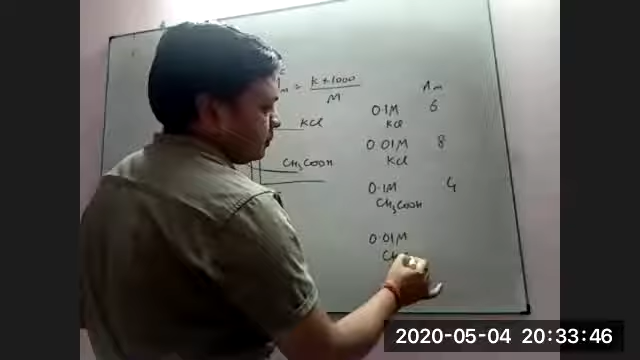 m = K × 1000
M
Λm
KCl
0.1M 6
KCl
0.01M 8
KCl
CH3COOH
0.1M 4
CH3COOH
0.01M
CH
2020-05-04 20:33:46